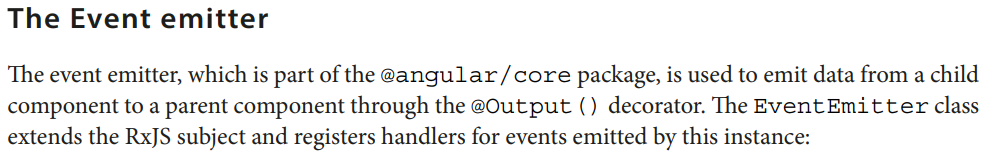 The Event emitter
The event emitter, which is part of the @angular/core package, is used to emit data from a child
component to a parent component through the @Output() decorator. The EventEmitter class
extends the RxJS subject and registers handlers for events emitted by this instance: